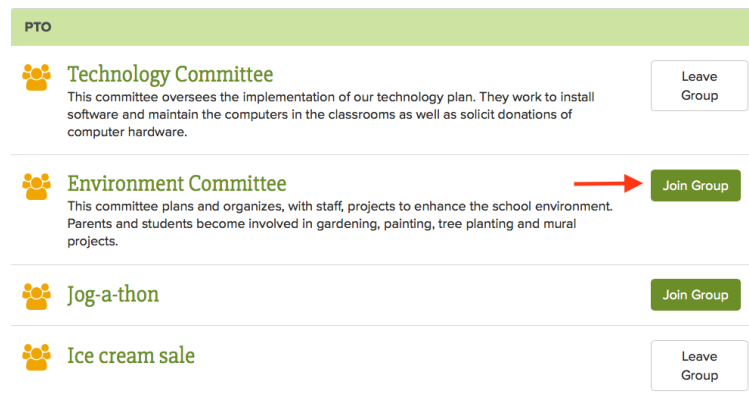 PTO
Technology Committee
This committee oversees the implementation of our technology plan. They work to install
software and maintain the computers in the classrooms as well as solicit donations of
computer hardware.
Leave
Group
Environment Committee
This committee plans and organizes, with staff, projects to enhance the school environment.
Parents and students become involved in gardening, painting, tree planting and mural
projects.
Join Group
Jog-a-thon
Join Group
Ice cream sale
Leave
Group